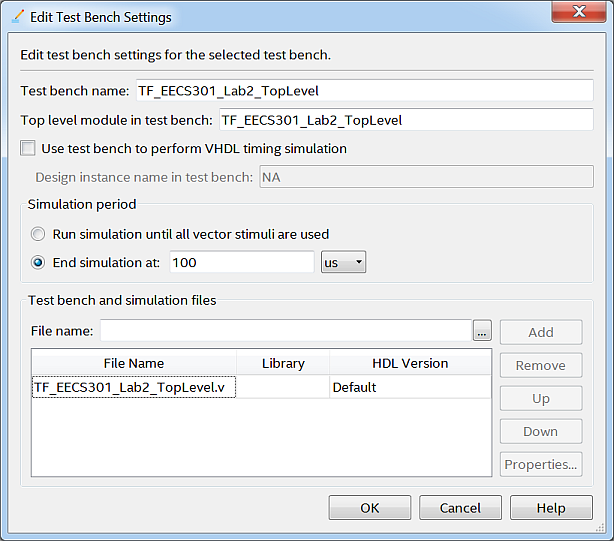 Edit Test Bench Settings
Edit test bench settings for the selected test bench.
Test bench name: TF_EECS301_Lab2_TopLevel
Top level module in test bench: TF_EECS301_Lab2_TopLevel
Use test bench to perform VHDL timing simulation
Design instance name in test bench: NA
Simulation period
Run simulation until all vector stimuli are used
End simulation at: 100 us
Test bench and simulation files
File name: ... Add
File Name Library HDL Version Remove
TF_EECS301_Lab2_TopLevel.v Default
Up
Down
Properties...
OK Cancel Help